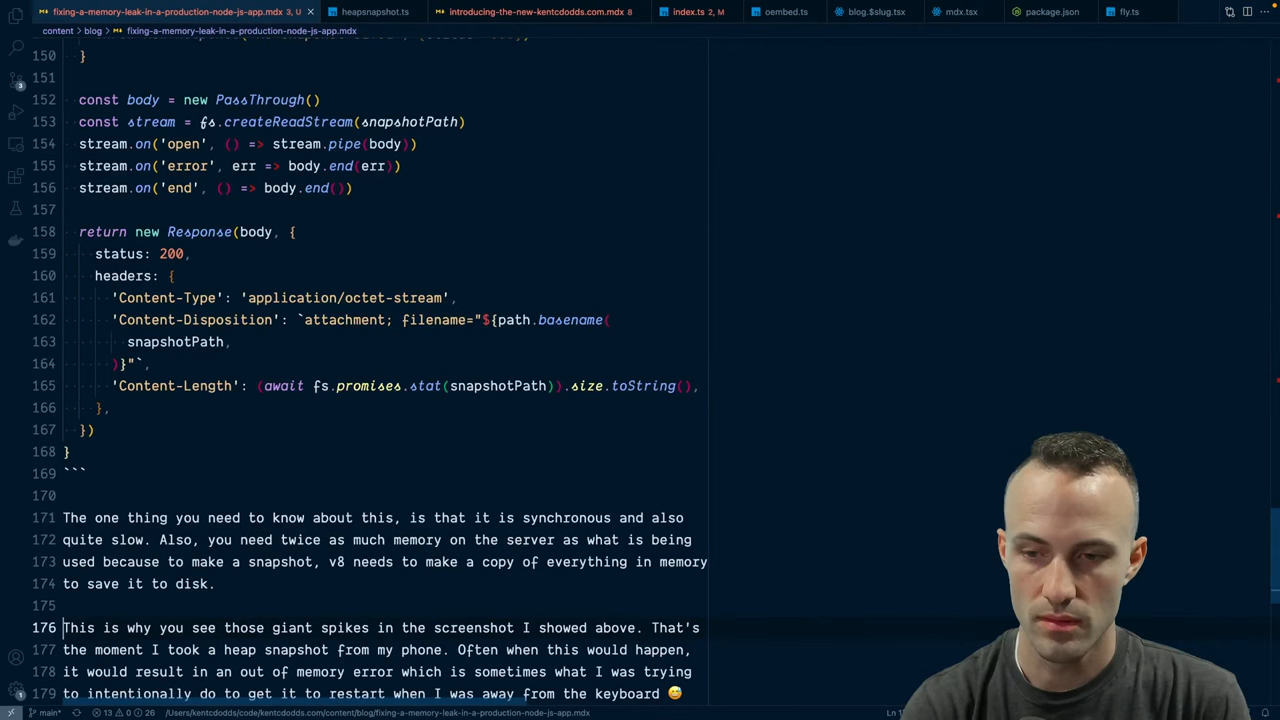 fixing-a-memory-leak-in-a-production-node-js-app.mdx 3, U
heapsnapshot.ts
introducing-the-new-kentcdodds.com.mdx 8
index.ts 2, M
oembed.ts
blog.$slug.tsx
mdx.tsx
package.json
fly.ts
content > blog > fixing-a-memory-leak-in-a-production-node-js-app.mdx
150 }
151
152 const body = new PassThrough()
153 const stream = fs.createReadStream(snapshotPath)
154 stream.on('open', () => stream.pipe(body))
155 stream.on('error', err => body.end(err))
156 stream.on('end', () => body.end())
157
158 return new Response(body, {
159 status: 200,
160 headers: {
161 'Content-Type': 'application/octet-stream',
162 'Content-Disposition': `attachment; filename="${path.basename(
163 snapshotPath,
164 )}"`,
165 'Content-Length': (await fs.promises.stat(snapshotPath)).size.toString(),
166 },
167 })
168 }
169 ```
170
171 The one thing you need to know about this, is that it is synchronous and also
172 quite slow. Also, you need twice as much memory on the server as what is being
173 used because to make a snapshot, v8 needs to make a copy of everything in memory
174 to save it to disk.
175
176 This is why you see those giant spikes in the screenshot I showed above. That's
177 the moment I took a heap snapshot from my phone. Often when this would happen,
178 it would result in an out of memory error which is sometimes what I was trying
179 to intentionally do to get it to restart when I was away from the keyboard 😅
3
main* 13 0 26 /Users/kentcdodds/code/kentcdodds.com/content/blog/fixing-a-memory-leak-in-a-production-node-js-app.mdx